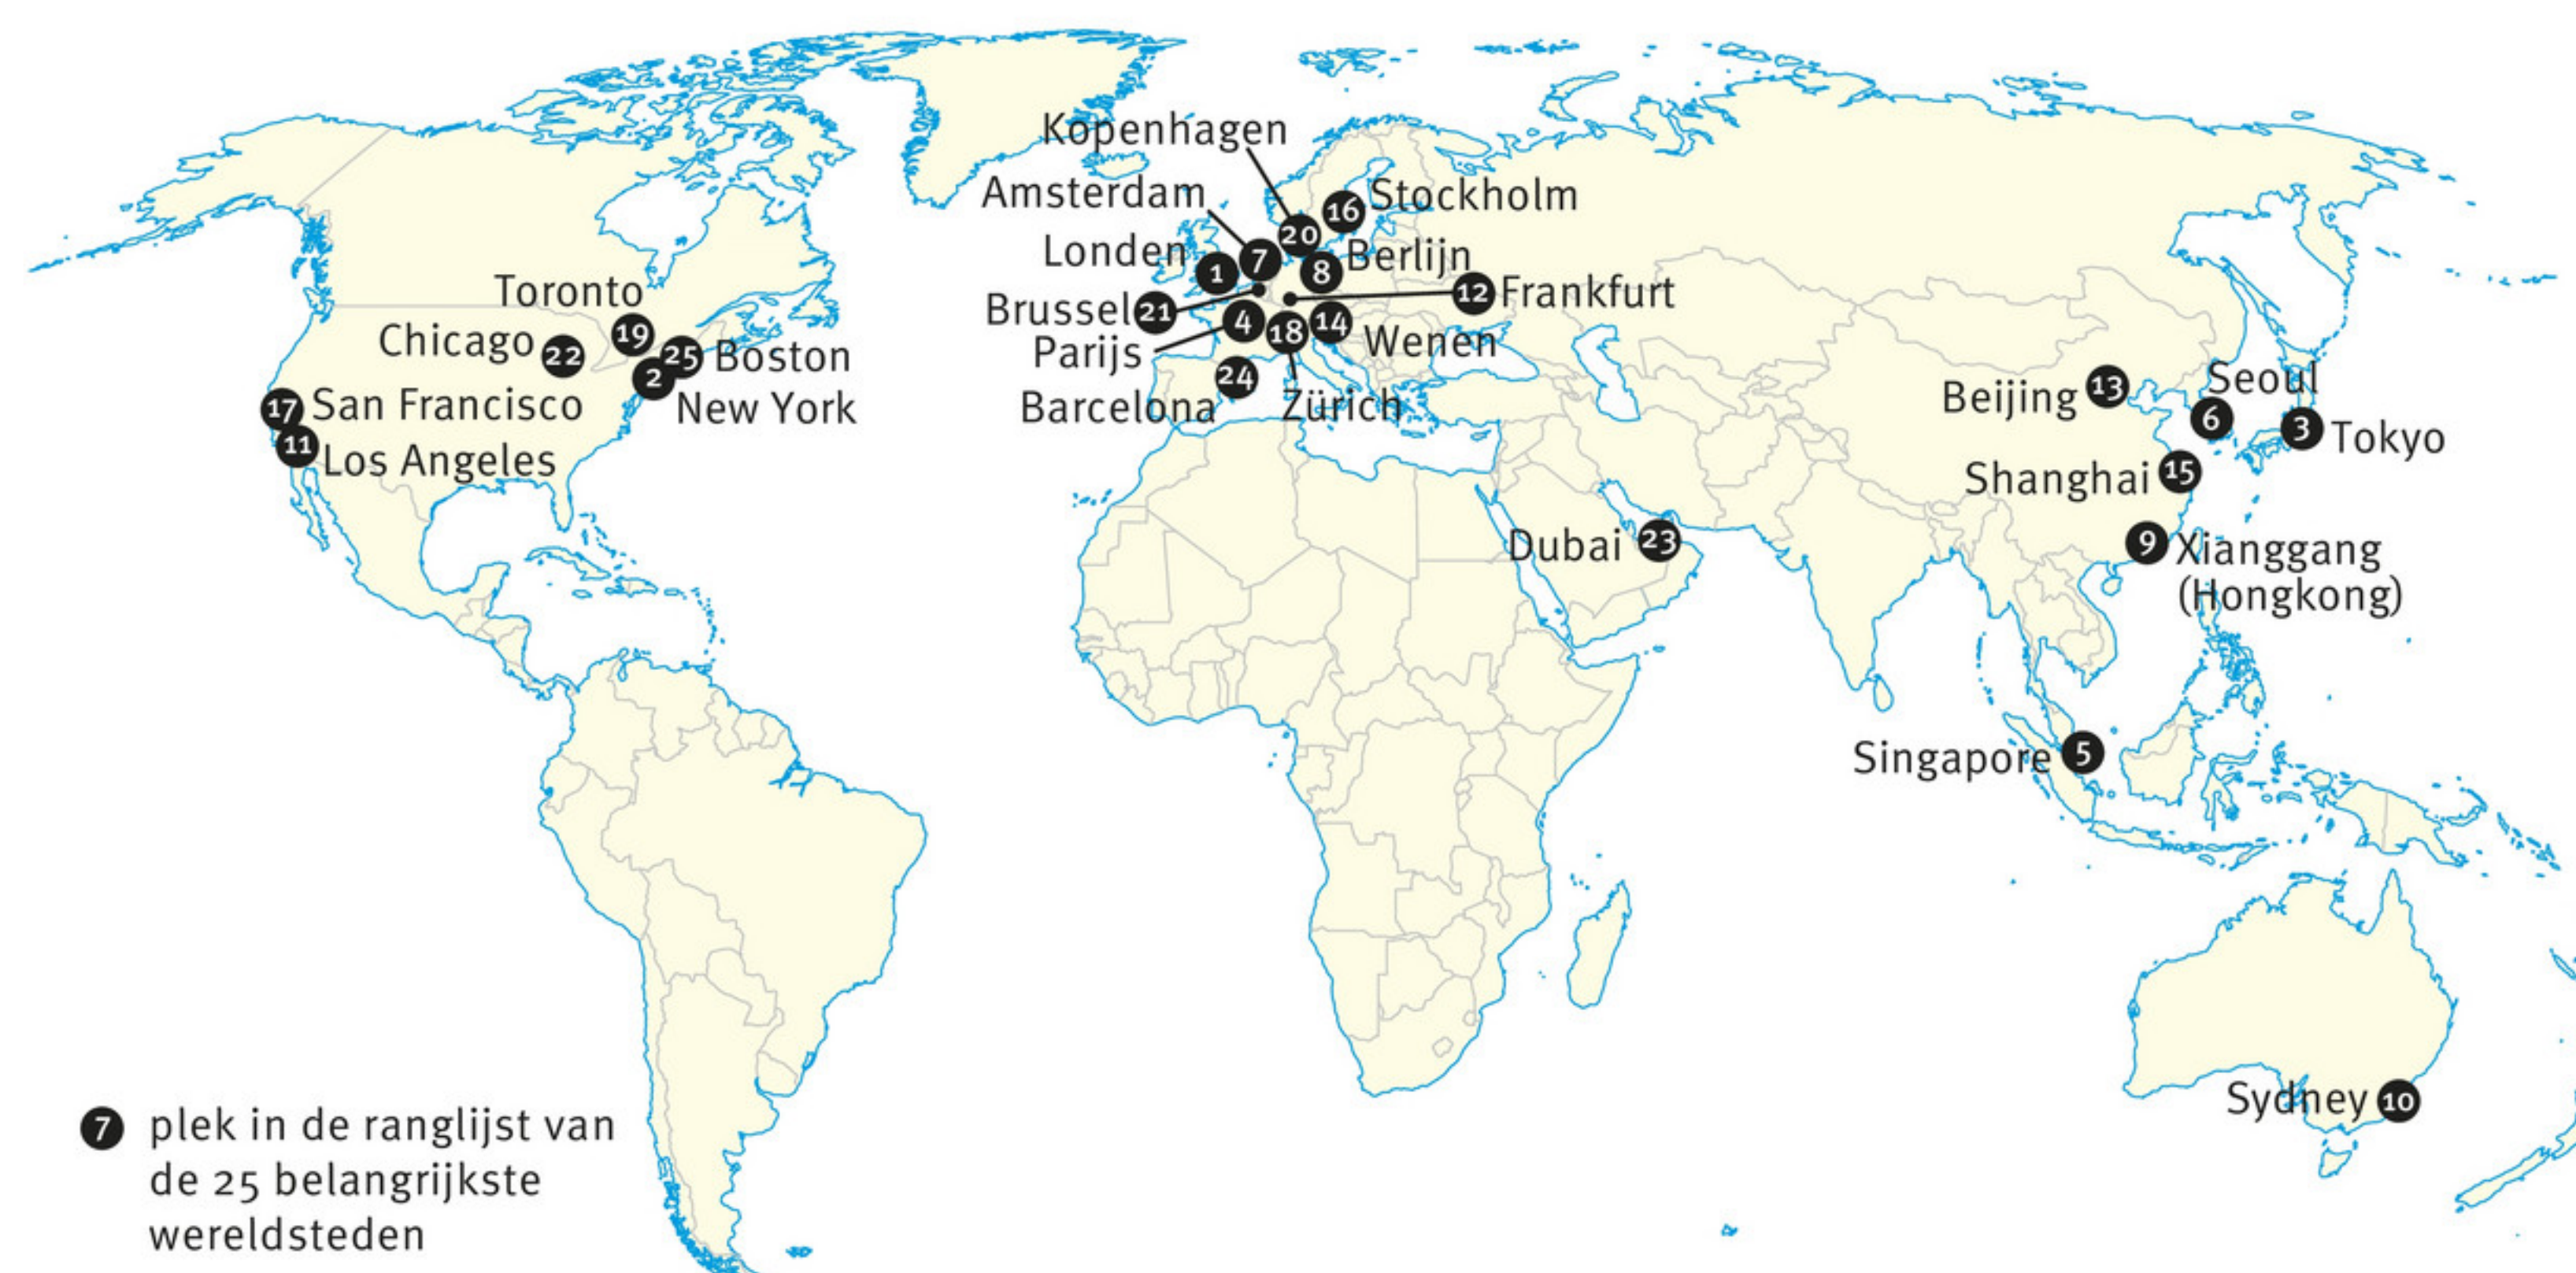 Kopenhagen
Amsterdam
16 Stockholm
20
Londen 1
7
8 Berlijn
Brussel 21
12 Frankfurt
Parijs
4
18
14 Wenen
24
Barcelona
Zürich
Toronto
19
Chicago 22
25 Boston
2
New York
17 San Francisco
11
Los Angeles
Beijing 13
Seoul
6
3 Tokyo
Shanghai 15
Dubai 23
9 Xianggang
(Hongkong)
Singapore 5
Sydney 10
7 plek in de ranglijst van
de 25 belangrijkste
wereldsteden